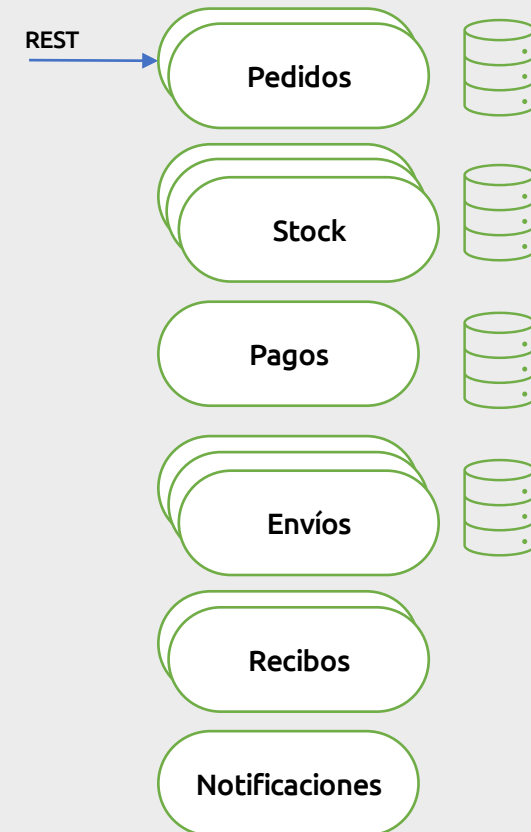 REST
Pedidos
Stock
Pagos
Envíos
Recibos
Notificaciones